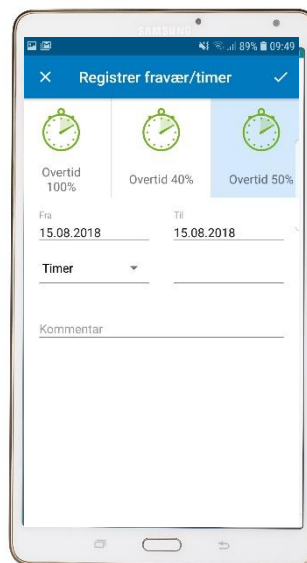 SAMSUNG
89% 09:49
Registrer fravær/timer
Overtid
100%
Overtid 40%
Overtid 50%
Fra
Til
15.08.2018
15.08.2018
Timer
Kommentar